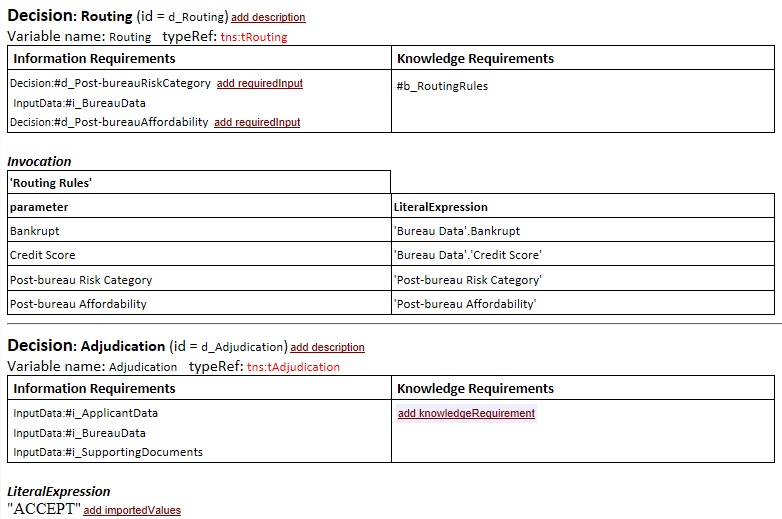 Decision: Routing (id = d_Routing) add description
Variable name: Routing typeRef: tns:tRouting
Information Requirements Knowledge Requirements
Decision:#d_Post-bureauRiskCategory add requiredInput #b_RoutingRules
InputData:#i_BureauData
Decision:#d_Post-bureauAffordability add requiredInput
Invocation
'Routing Rules'
parameter LiteralExpression
Bankrupt 'Bureau Data'.Bankrupt
Credit Score 'Bureau Data'.'Credit Score'
Post-bureau Risk Category 'Post-bureau Risk Category'
Post-bureau Affordability 'Post-bureau Affordability'
Decision: Adjudication (id = d_Adjudication) add description
Variable name: Adjudication typeRef: tns:tAdjudication
Information Requirements Knowledge Requirements
InputData:#i_ApplicantData add knowledgeRequirement
InputData:#i_BureauData
InputData:#i_SupportingDocuments
LiteralExpression
"ACCEPT" add importedValues